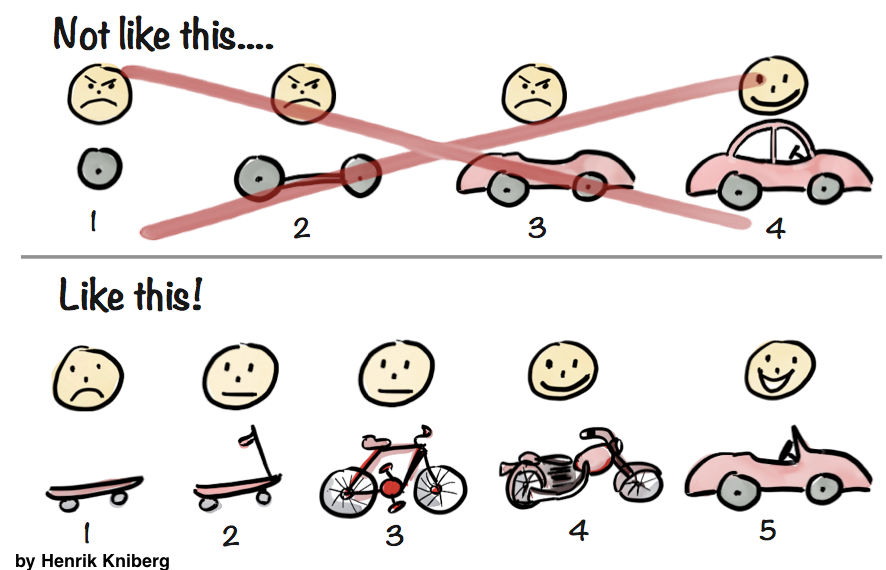 Not like this....
1 2 3 4
Like this!
1 2 3 4 5
by Henrik Kniberg